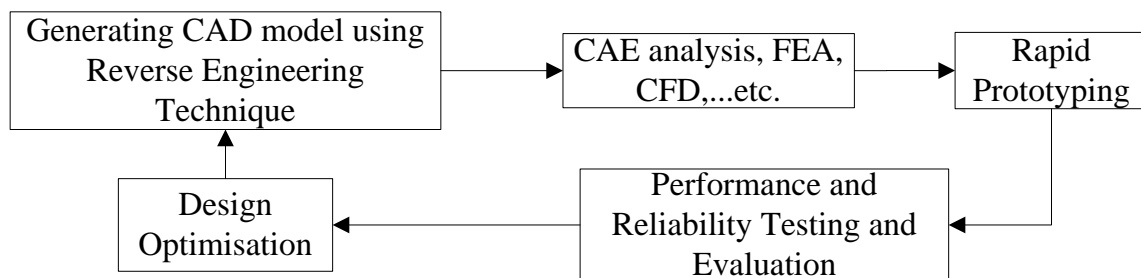 Generating CAD model using
Reverse Engineering
Technique
CAE analysis, FEA,
CFD,...etc.
Rapid
Prototyping
Performance and
Reliability Testing and
Evaluation
Design
Optimisation